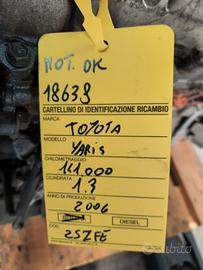 MOT. OK
18638
CARTELLINO DI IDENTIFICAZIONE RICAMBIO
MARCA
TOYOTA
MODELLO
YARIS
CHILOMETRAGGIO
111.000
CILINDRATA
1.3
ANNO DI PRODUZIONE
2006
DIESEL
COD.
2SZFE
subito